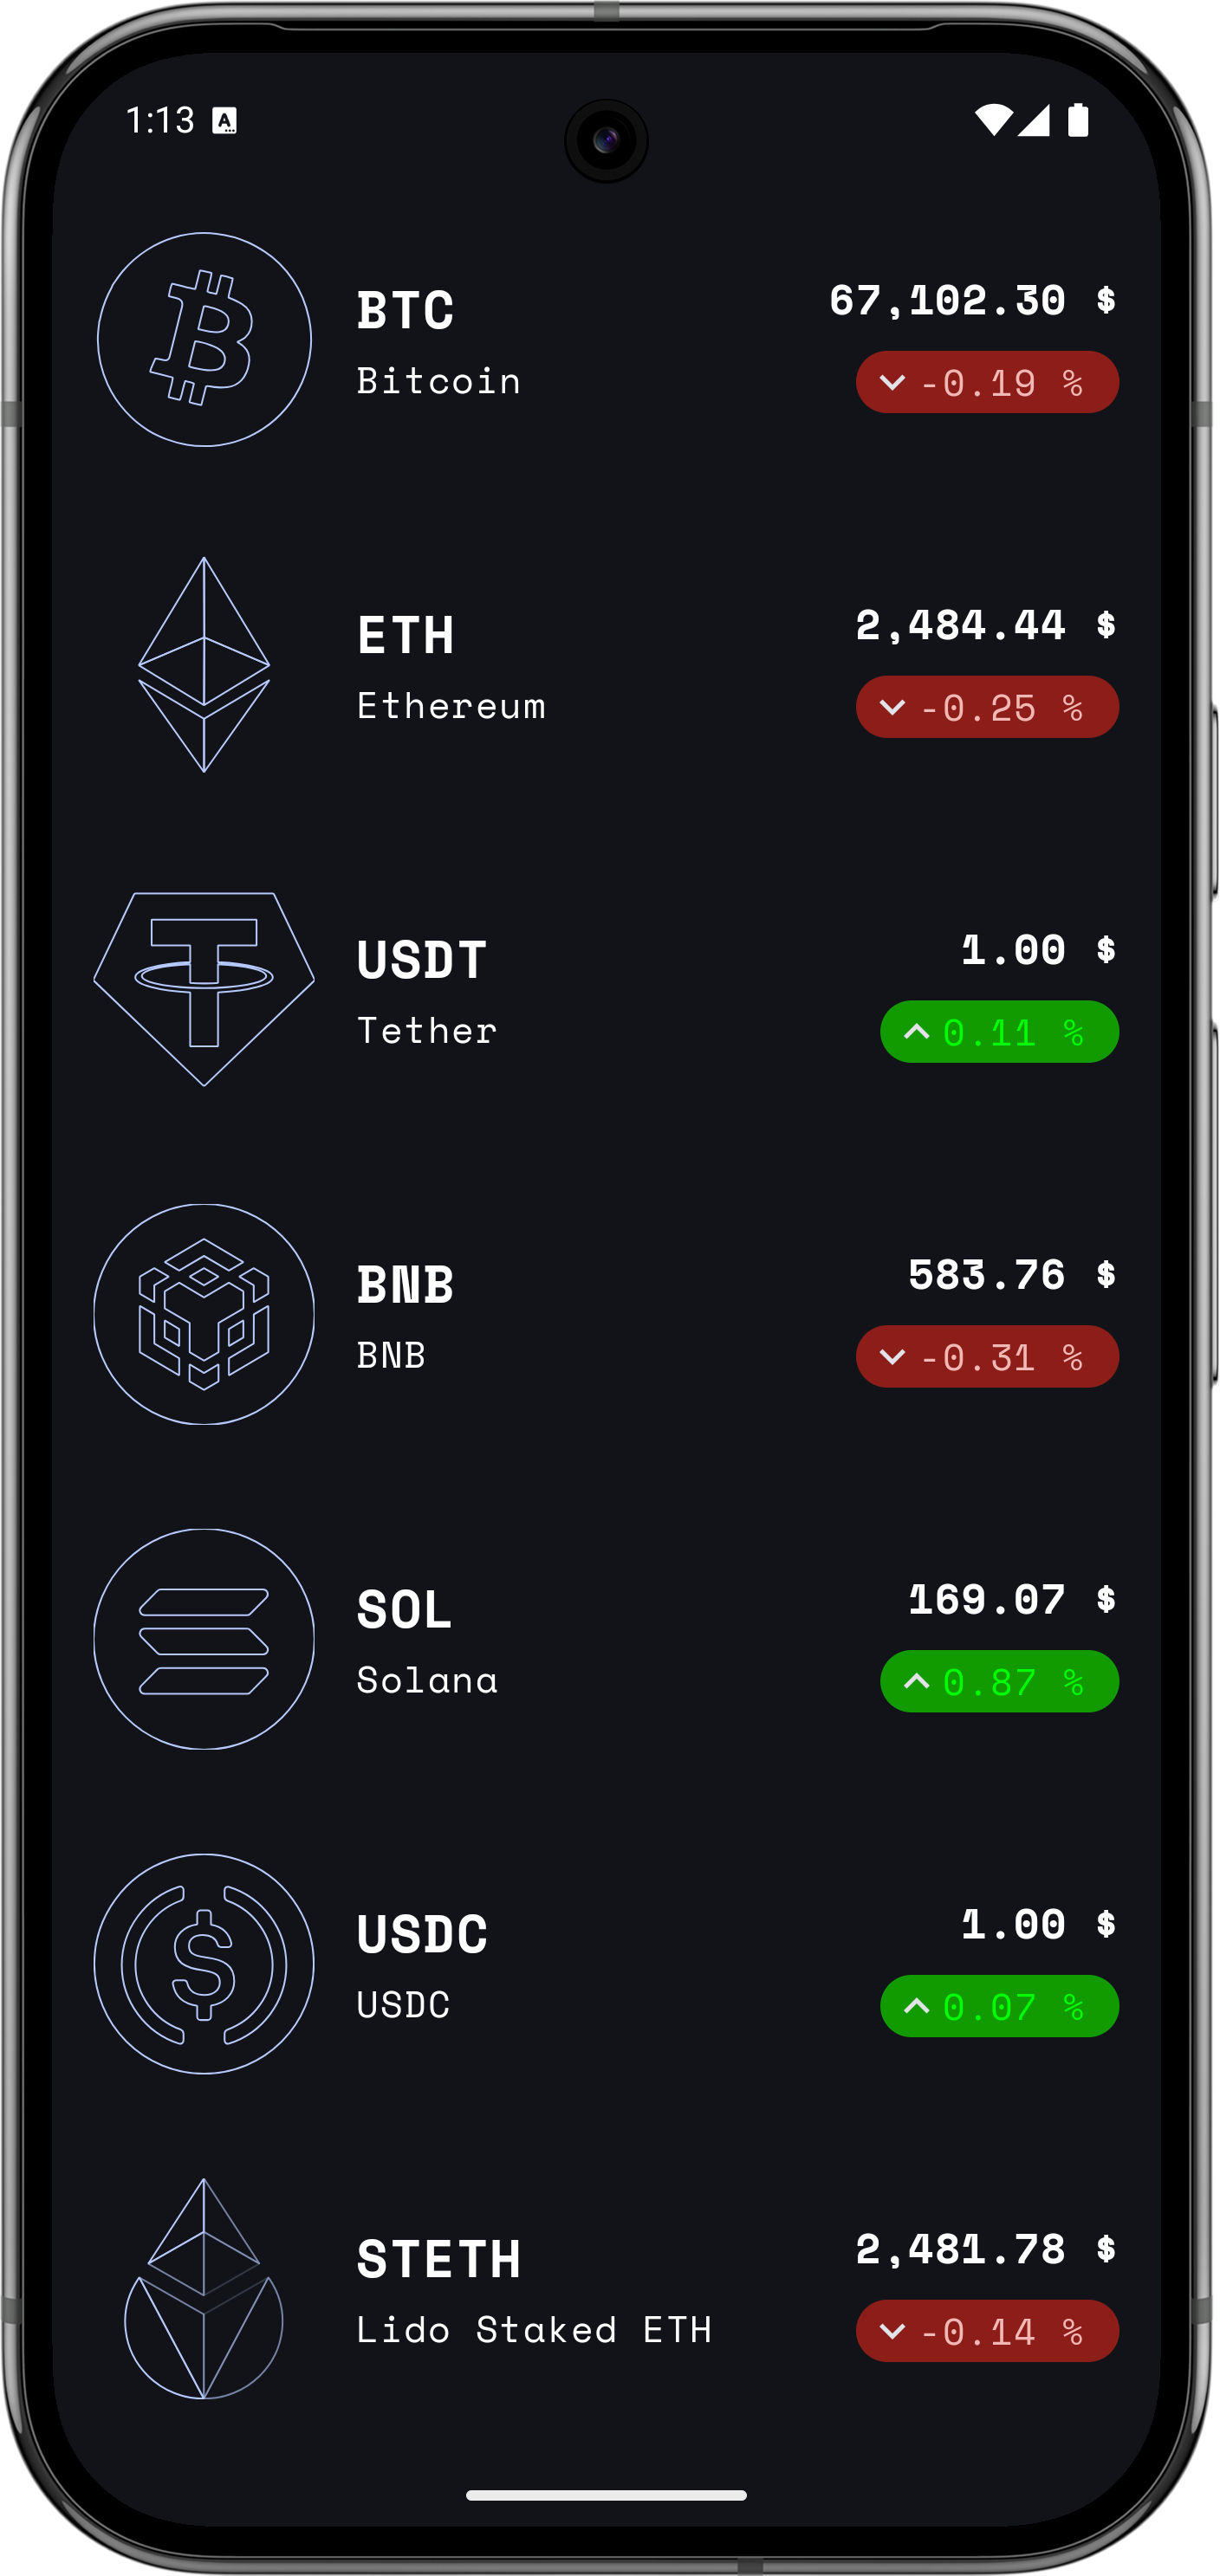 1:13 A
BTC
67,102.30 $
Bitcoin
-0.19 %
ETH
2,484.44 $
Ethereum
-0.25 %
USDT
1.00 $
Tether
0.11 %
BNB
583.76 $
BNB
-0.31 %
SOL
169.07 $
Solana
0.87 %
USDC
1.00 $
USDC
0.07 %
STETH
2,481.78 $
Lido Staked ETH
-0.14 %